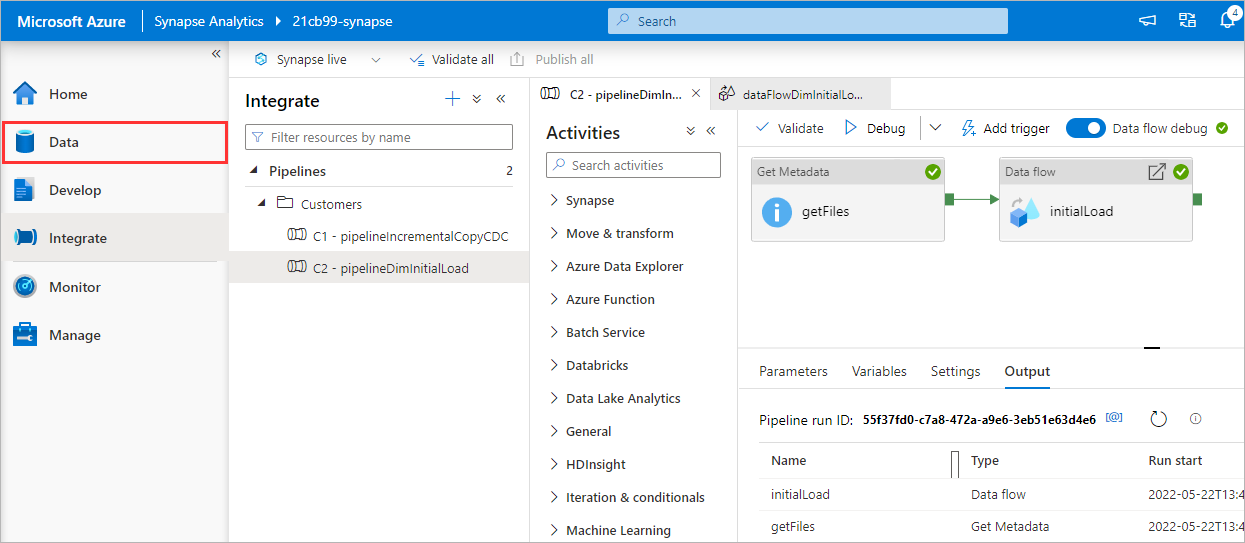 Microsoft Azure
Synapse Analytics
21cb99-synapse
Search
4
Home
Data
Develop
Integrate
Monitor
Manage
Synapse live
Validate all
Publish all
Integrate
Filter resources by name
Pipelines
2
Customers
C1 - pipelineIncrementalCopyCDC
C2 - pipelineDimInitialLoad
C2 - pipelineDimIn...
dataFlowDimInitialLo...
Activities
Search activities
Synapse
Move & transform
Azure Data Explorer
Azure Function
Batch Service
Databricks
Data Lake Analytics
General
HDInsight
Iteration & conditionals
Machine Learning
Validate
Debug
Add trigger
Data flow debug
Get Metadata
getFiles
Data flow
initialLoad
Parameters
Variables
Settings
Output
Pipeline run ID: 55f37fd0-c7a8-472a-a9e6-3eb51e63d4e6 [@]
Name Type Run start
initialLoad Data flow 2022-05-22T13:4
getFiles Get Metadata 2022-05-22T13:4